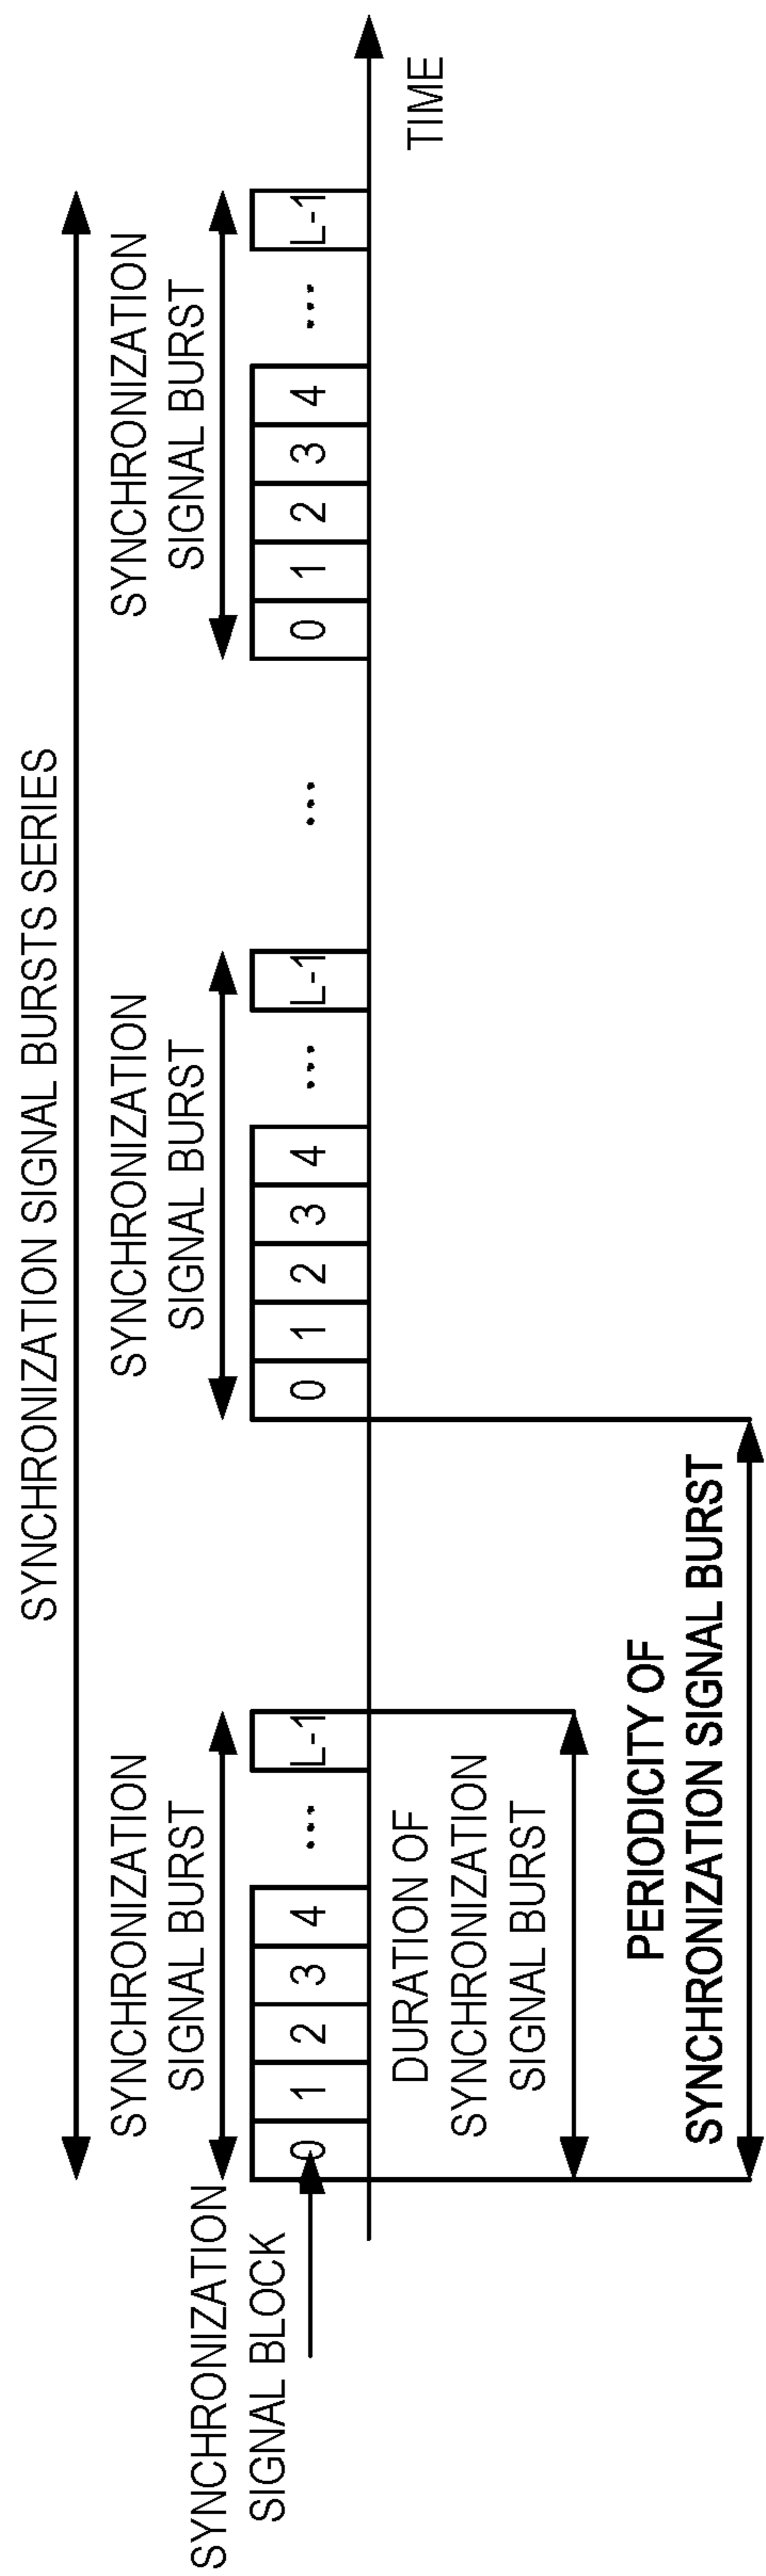 SYNCHRONIZATION SIGNAL BURSTS SERIES
SYNCHRONIZATION
SIGNAL BURST
SYNCHRONIZATION
SIGNAL BURST
SYNCHRONIZATION
SIGNAL BURST
SYNCHRONIZATION
SIGNAL BLOCK
0 1 2 3 4 ... L-1
0 1 2 3 4 ... L-1
...
0 1 2 3 4 ... L-1
TIME
DURATION OF
SYNCHRONIZATION
SIGNAL BURST
PERIODICITY OF
SYNCHRONIZATION SIGNAL BURST